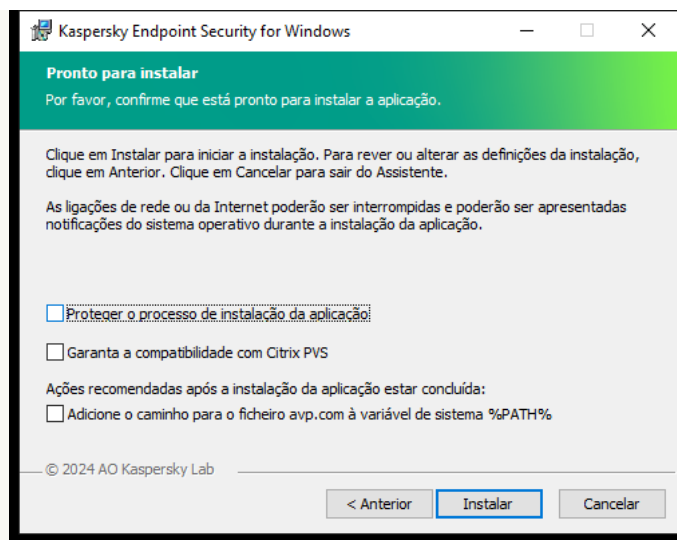 Kaspersky Endpoint Security for Windows
Pronto para instalar
Por favor, confirme que está pronto para instalar a aplicação.
Clique em Instalar para iniciar a instalação. Para rever ou alterar as definições da instalação,
clique em Anterior. Clique em Cancelar para sair do Assistente.
As ligações de rede ou da Internet poderão ser interrompidas e poderão ser apresentadas
notificações do sistema operativo durante a instalação da aplicação.
Proteger o processo de instalação da aplicação
Garanta a compatibilidade com Citrix PVS
Ações recomendadas após a instalação da aplicação estar concluída:
Adicione o caminho para o ficheiro avp.com à variável de sistema %PATH%
© 2024 AO Kaspersky Lab
< Anterior
Instalar
Cancelar